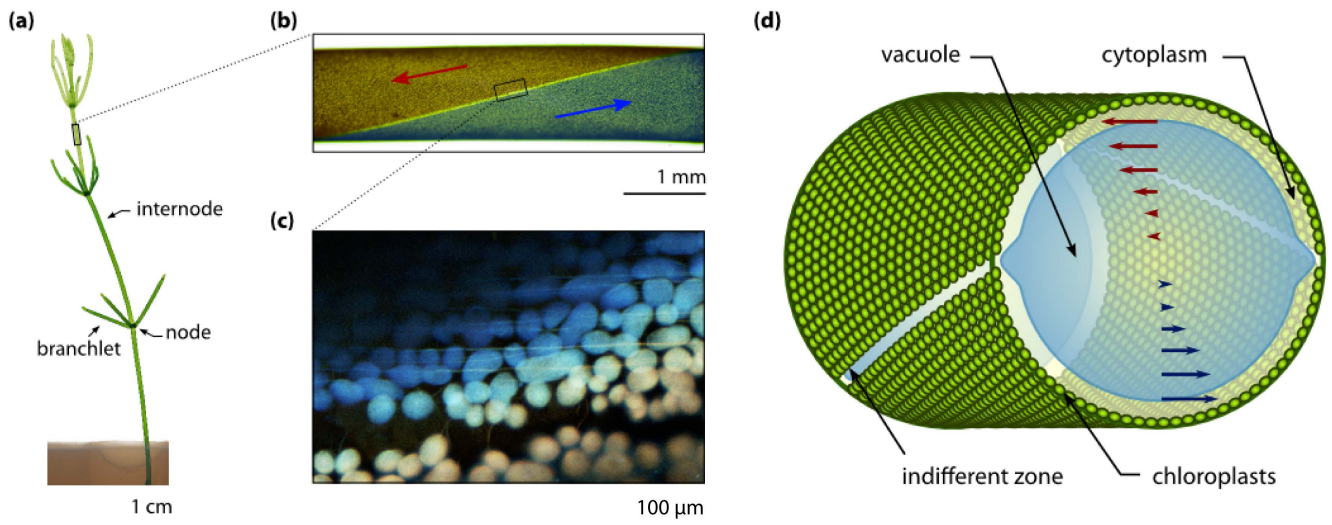 (a)
internode
node
branchlet
1 cm
(b)
1 mm
(c)
100 μm
(d)
vacuole
cytoplasm
indifferent zone
chloroplasts